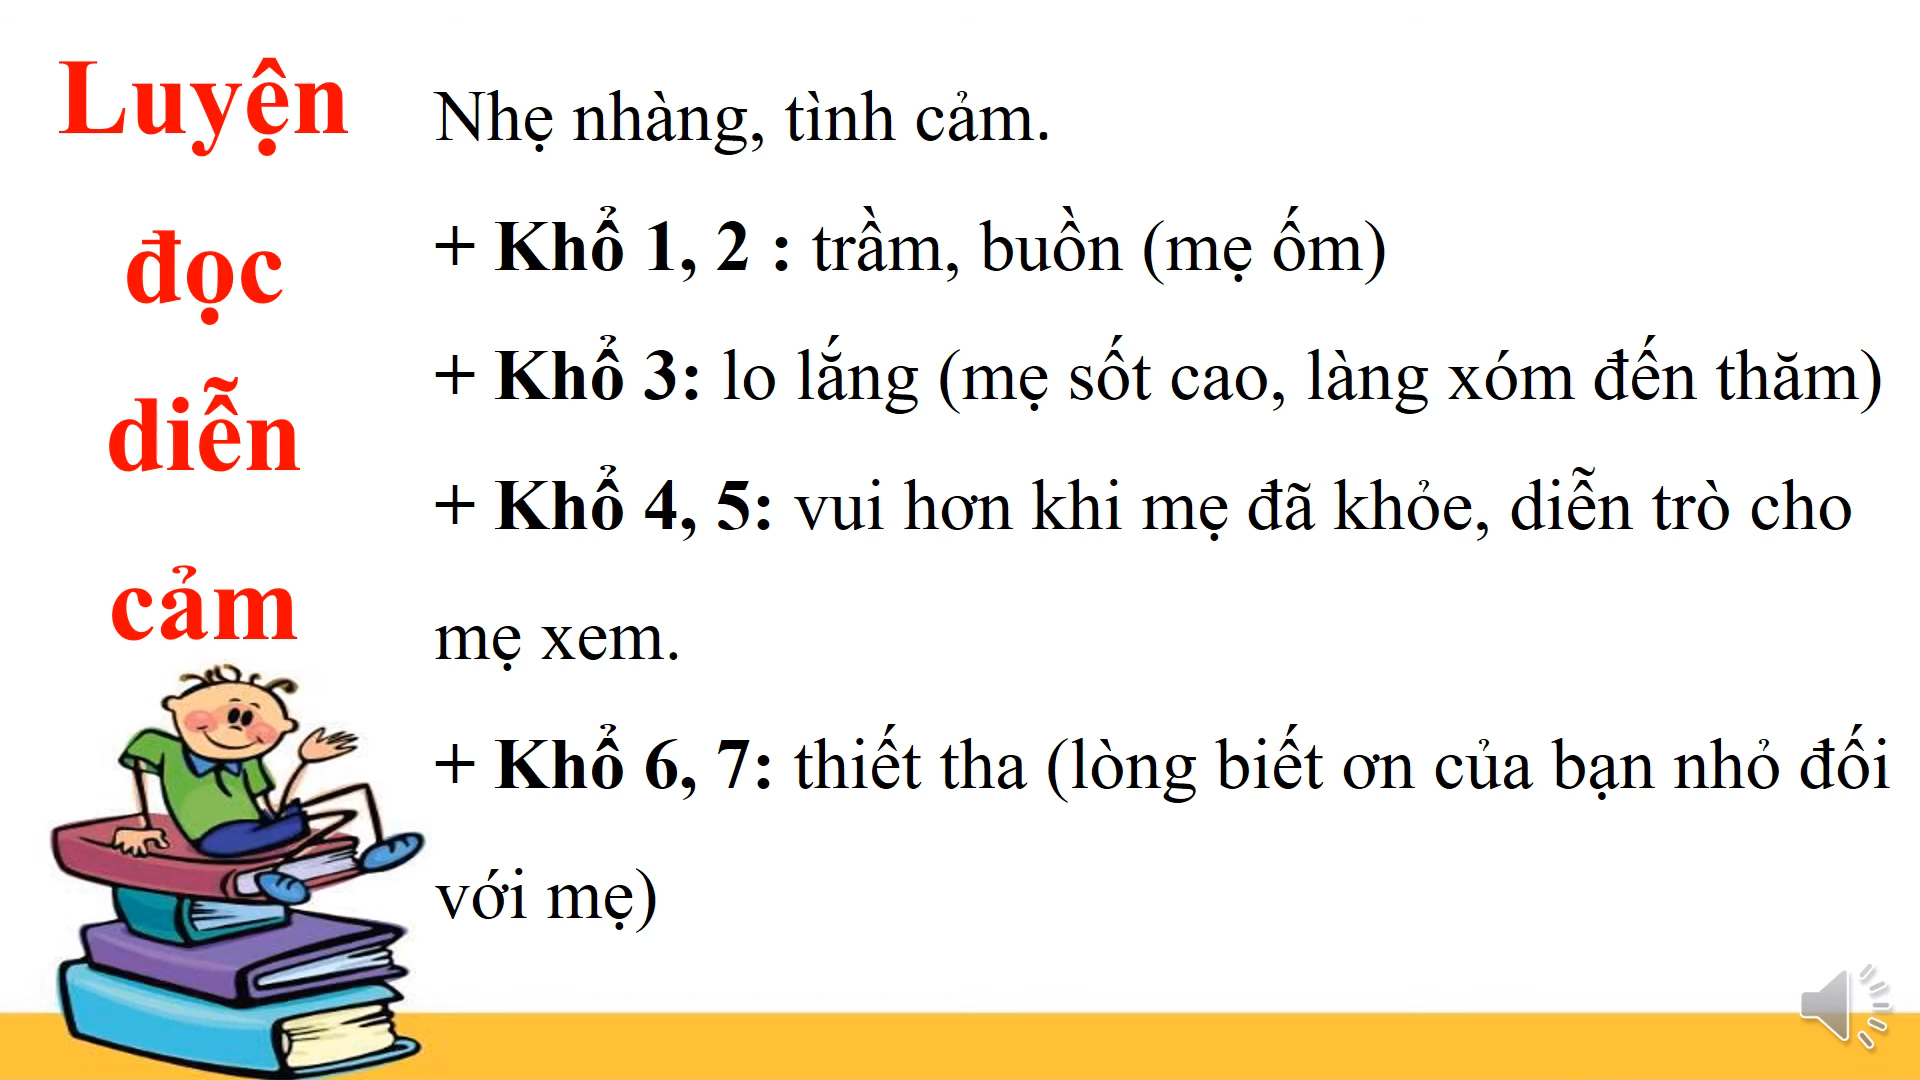 Luyện
đọc
diễn
cảm
Nhẹ nhàng, tình cảm.
+ Khổ 1, 2 : trầm, buồn (mẹ ốm)
+ Khổ 3: lo lắng (mẹ sốt cao, làng xóm đến thăm)
+ Khổ 4, 5: vui hơn khi mẹ đã khỏe, diễn trò cho
mẹ xem.
+ Khổ 6, 7: thiết tha (lòng biết ơn của bạn nhỏ đối
với mẹ)